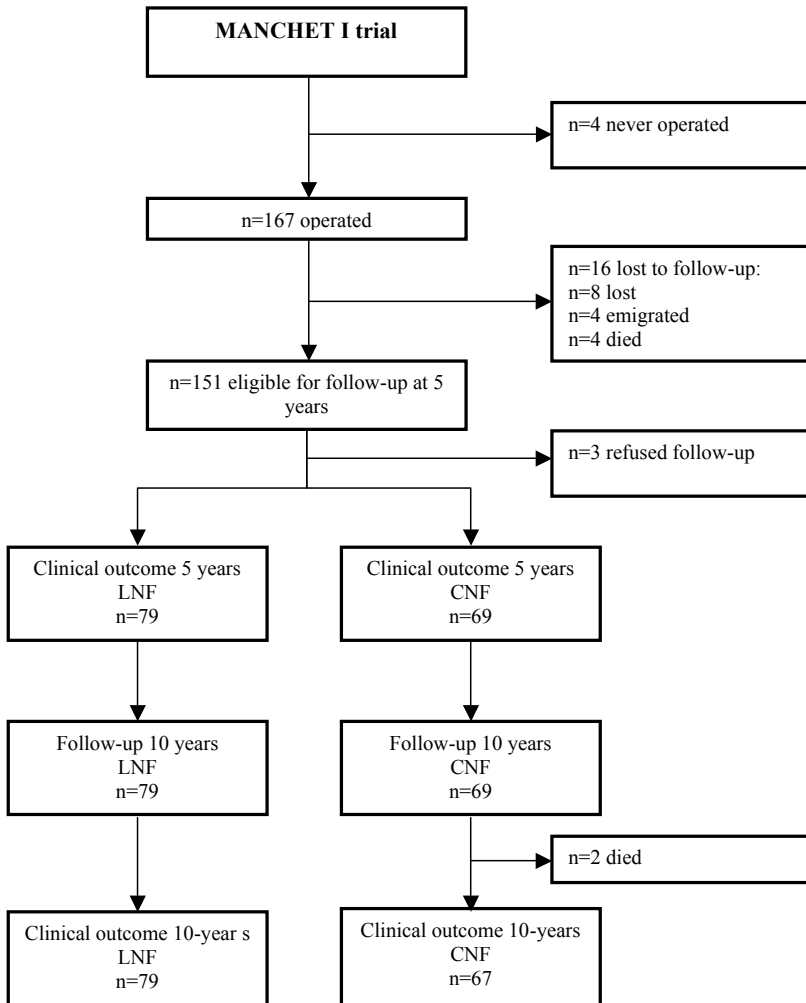 MANCHET I trial
n=4 never operated
n=167 operated
n=16 lost to follow-up:
n=8 lost
n=4 emigrated
n=4 died
n=151 eligible for follow-up at 5
years
n=3 refused follow-up
Clinical outcome 5 years
LNF
n=79
Clinical outcome 5 years
CNF
n=69
Follow-up 10 years
LNF
n=79
Follow-up 10 years
CNF
n=69
n=2 died
Clinical outcome 10-year s
LNF
n=79
Clinical outcome 10-years
CNF
n=67